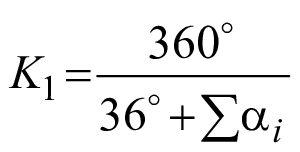 K₁ = 360° / (36° + ∑αᵢ)